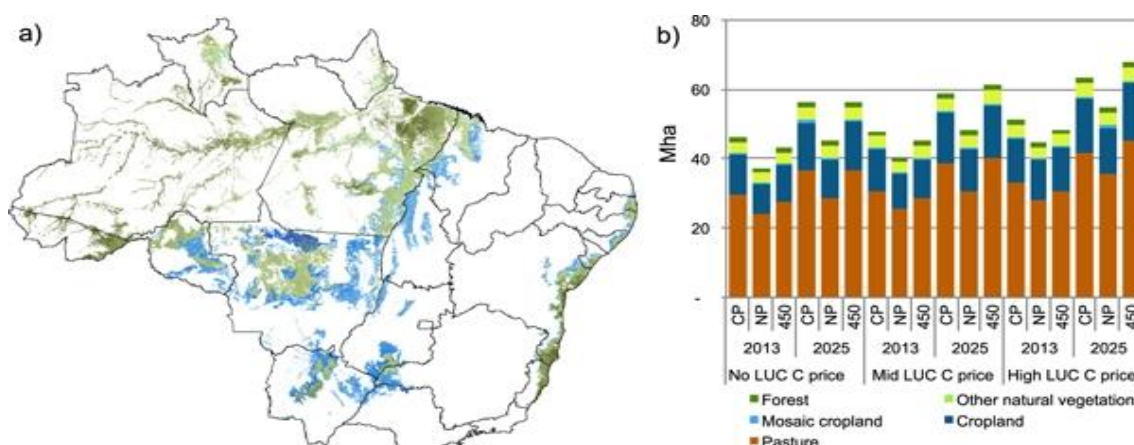 a)
b)
80
60
40
20
-
Mha
CP NP 450 CP NP 450 CP NP 450 CP NP 450 CP NP 450 CP NP 450
2013 2025 2013 2025 2013 2025
No LUC C price Mid LUC C price High LUC C price
Forest Other natural vegetation
Mosaic cropland Cropland
Pasture